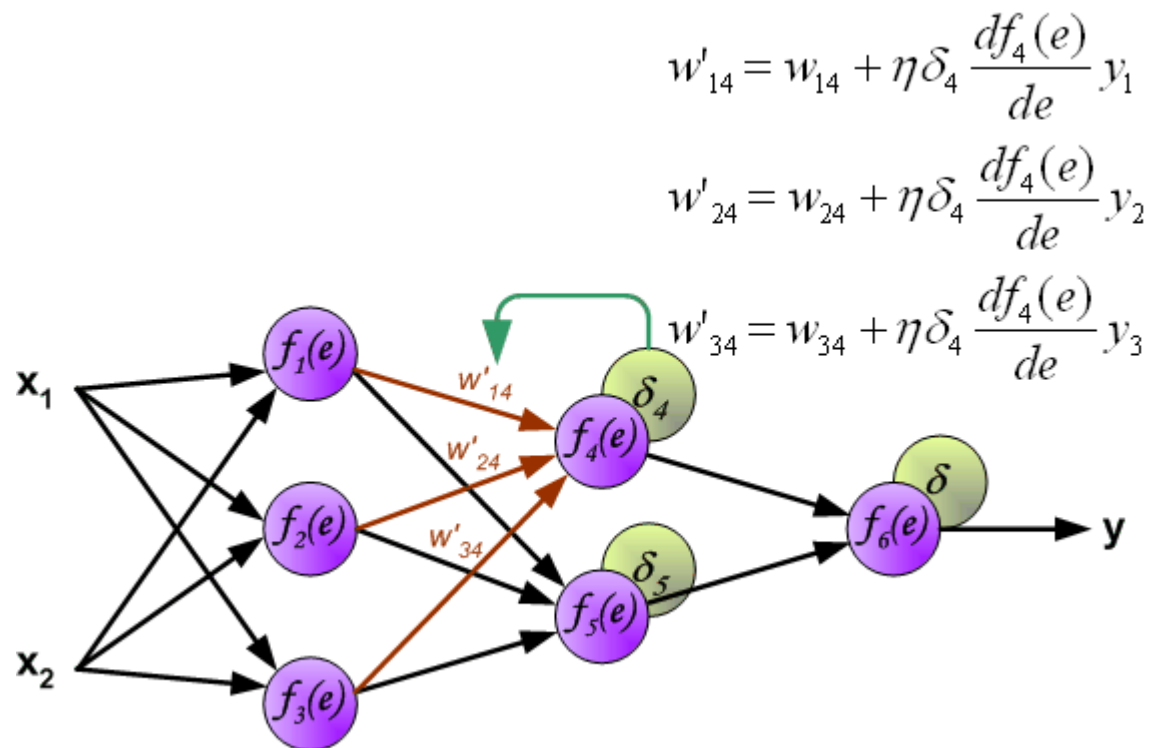 w'₁₄ = w₁₄ + ηδ₄ df₄(e)/de y₁
w'₂₄ = w₂₄ + ηδ₄ df₄(e)/de y₂
w'₃₄ = w₃₄ + ηδ₄ df₄(e)/de y₃
f₁(e)
x₁
w'₁₄
δ₄
f₄(e)
w'₂₄
δ
f₂(e)
w'₃₄
f₆(e)
y
δ₅
f₅(e)
x₂
f₃(e)